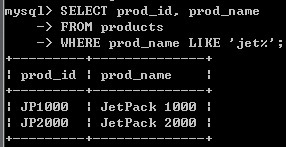 mysql> SELECT prod_id, prod_name
    -> FROM products
    -> WHERE prod_name LIKE 'jet%';
+---------+--------------+
| prod_id | prod_name    |
+---------+--------------+
| JP1000  | JetPack 1000 |
| JP2000  | JetPack 2000 |
+---------+--------------+